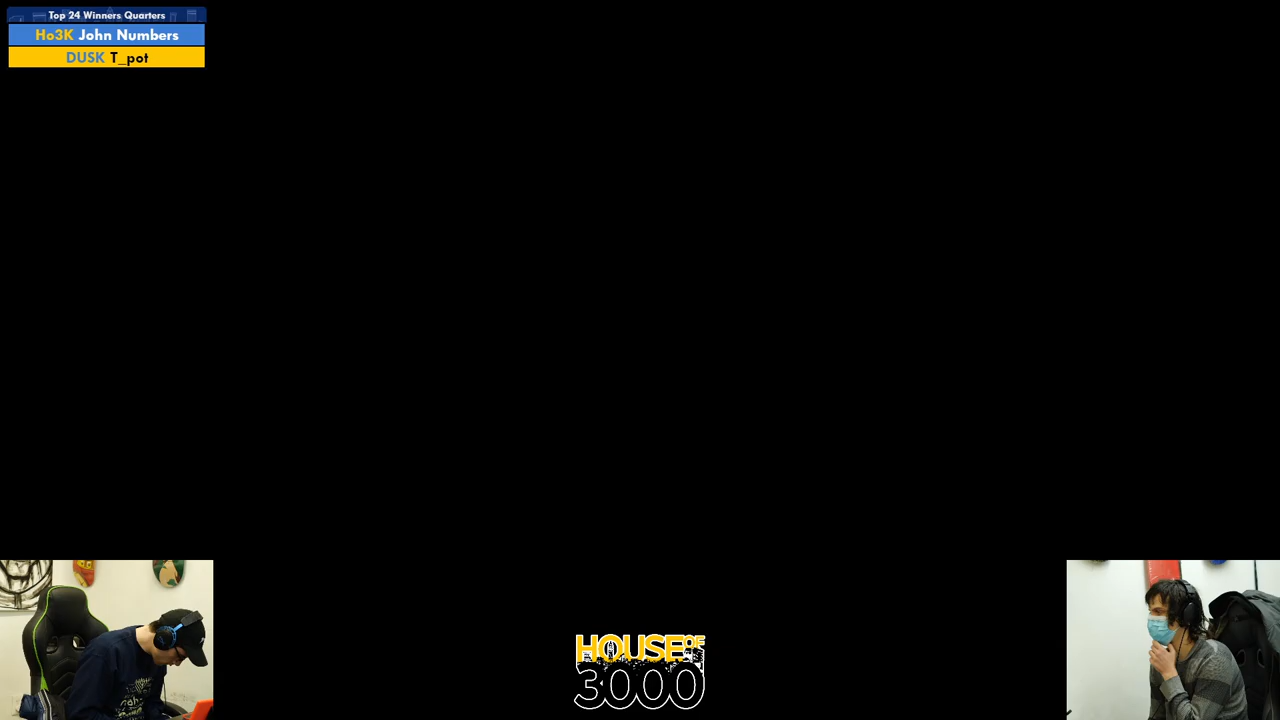 Top 24 Winners Quarters
Ho3K John Numbers
DUSK T_pot
HOUSE OF
3000